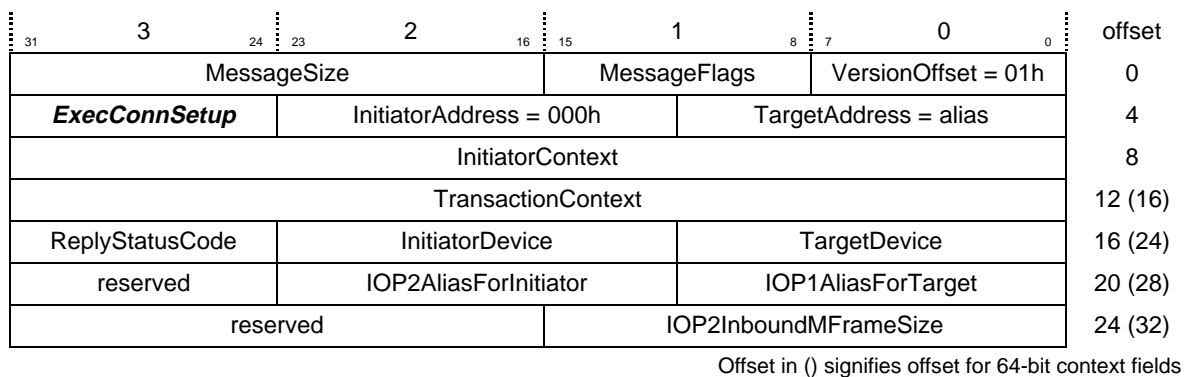 3 2 1 0 offset
31 24 23 16 15 8 7 0
MessageSize MessageFlags VersionOffset = 01h 0
ExecConnSetup InitiatorAddress = 000h TargetAddress = alias 4
InitiatorContext 8
TransactionContext 12 (16)
ReplyStatusCode InitiatorDevice TargetDevice 16 (24)
reserved IOP2AliasForInitiator IOP1AliasForTarget 20 (28)
reserved IOP2InboundMFrameSize 24 (32)
Offset in () signifies offset for 64-bit context fields